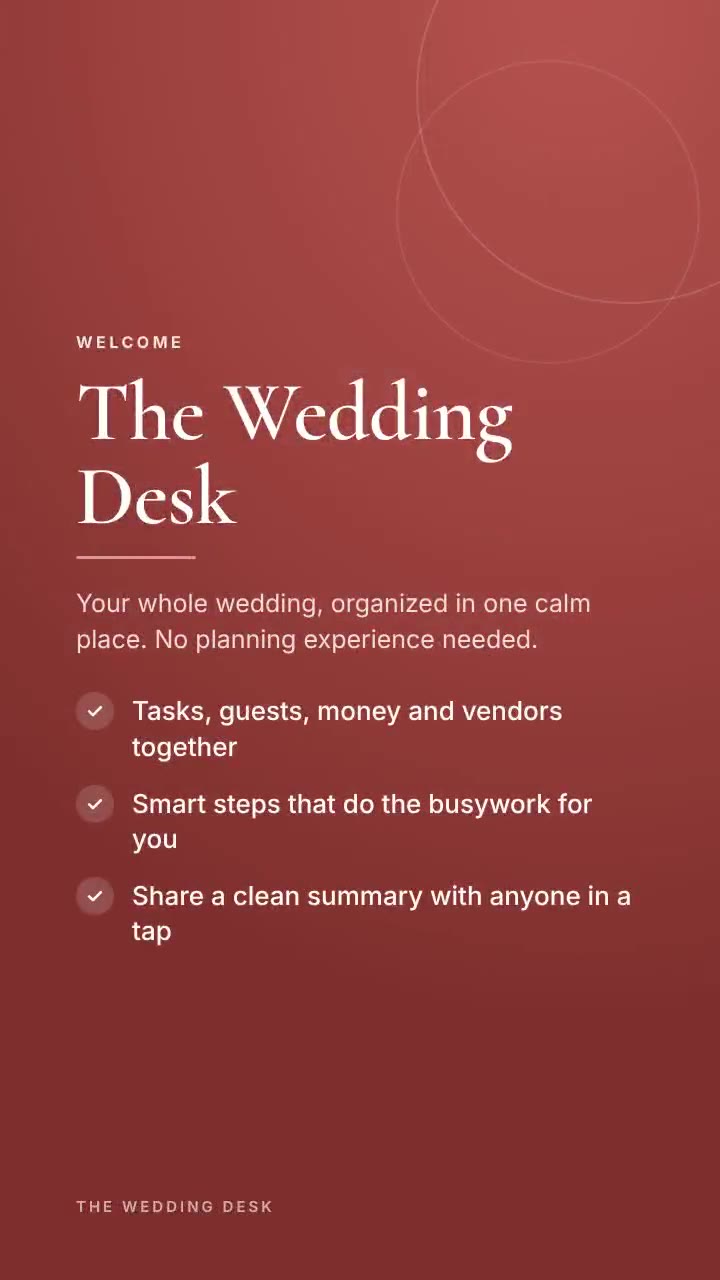 WELCOME
The Wedding
Desk
Your whole wedding, organized in one calm
place. No planning experience needed.
Tasks, guests, money and vendors
together
Smart steps that do the busywork for
you
Share a clean summary with anyone in a
tap
THE WEDDING DESK